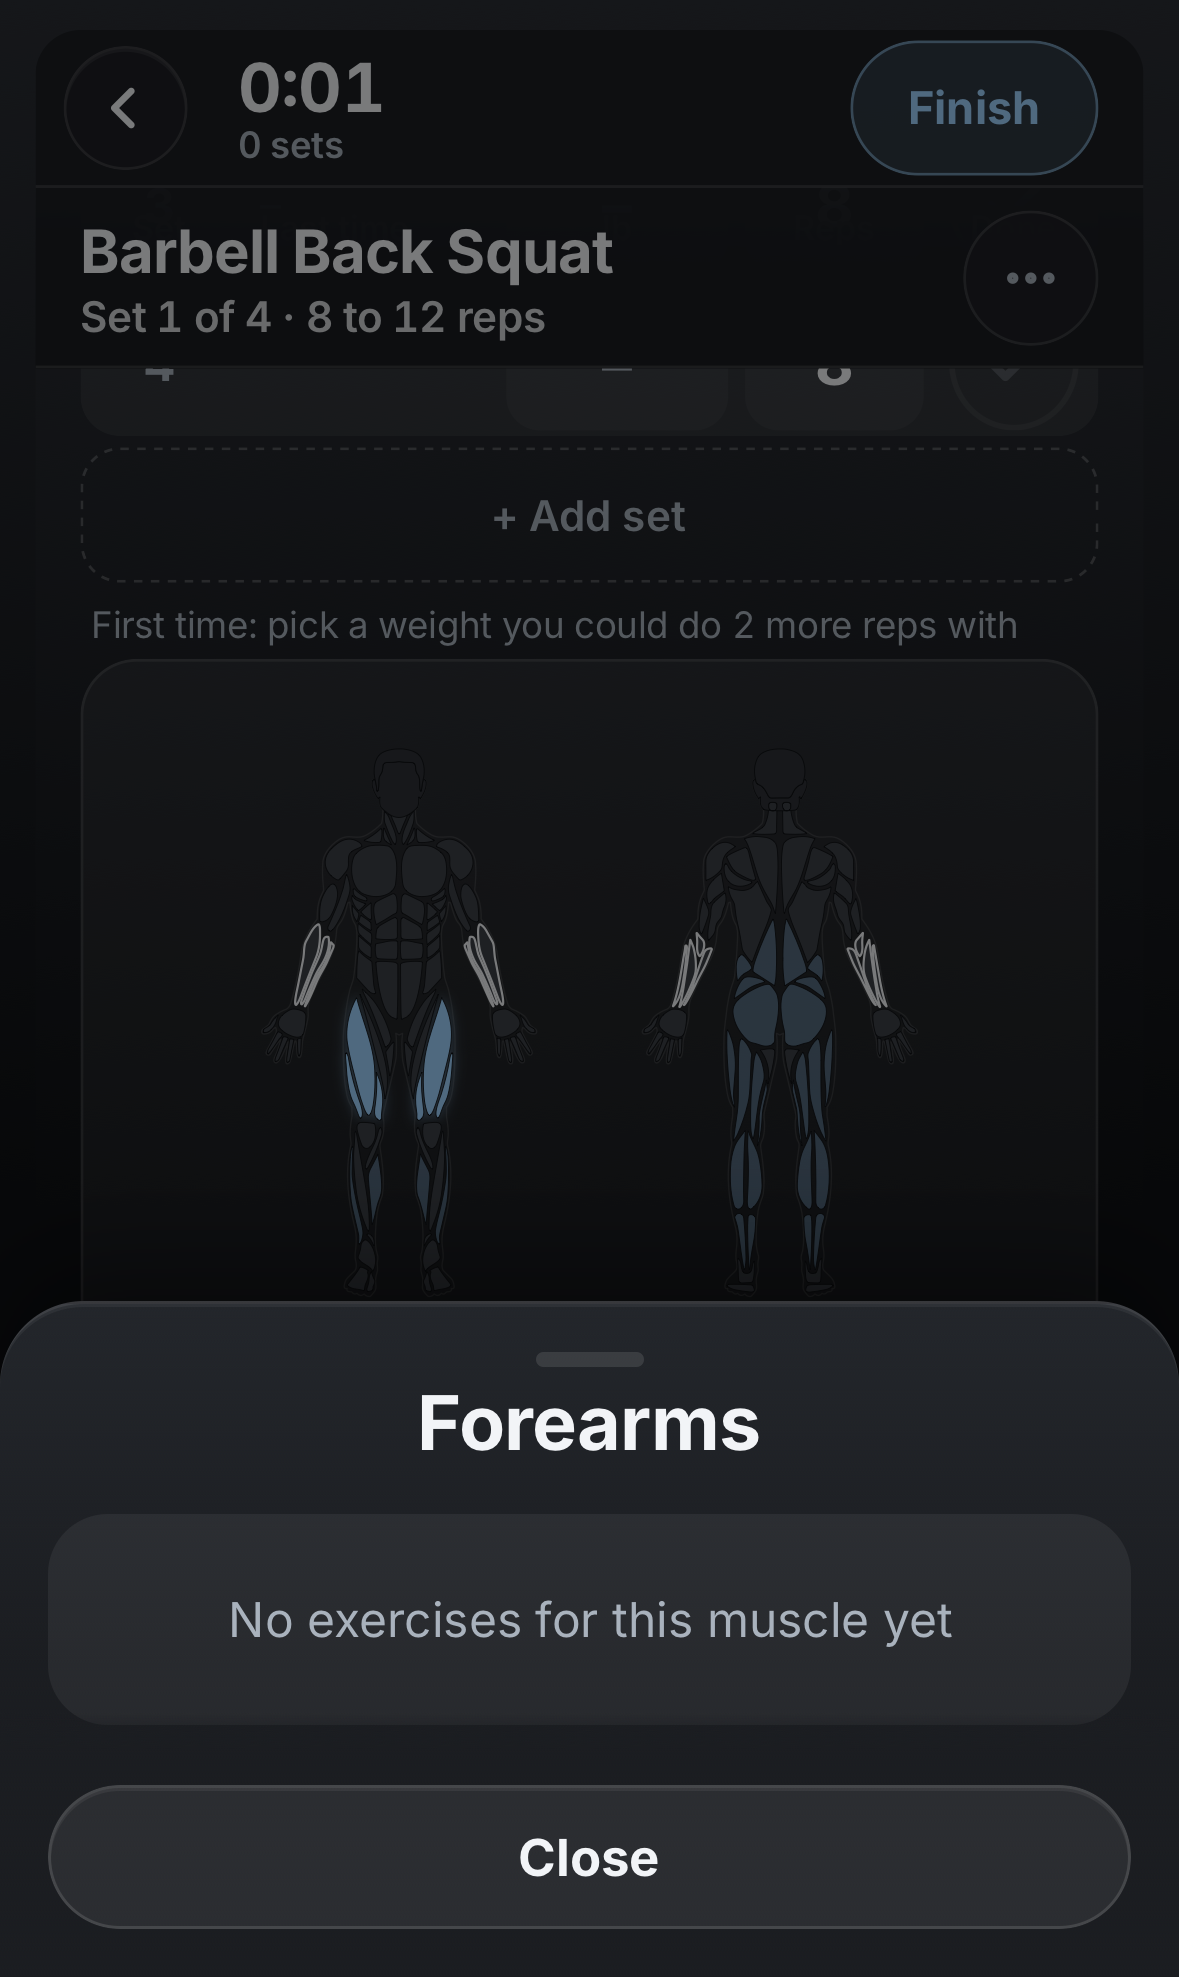 0:01
0 sets
Finish
Barbell Back Squat
Set 1 of 4 · 8 to 12 reps
+ Add set
First time: pick a weight you could do 2 more reps with
Forearms
No exercises for this muscle yet
Close